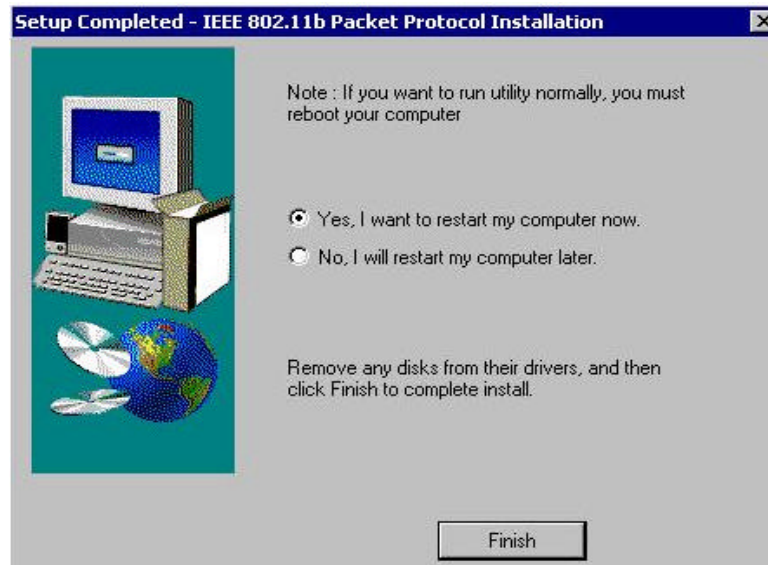 Setup Completed - IEEE 802.11b Packet Protocol Installation
Note : If you want to run utility normally, you must
reboot your computer
Yes, I want to restart my computer now.
No, I will restart my computer later.
Remove any disks from their drivers, and then
click Finish to complete install.
Finish